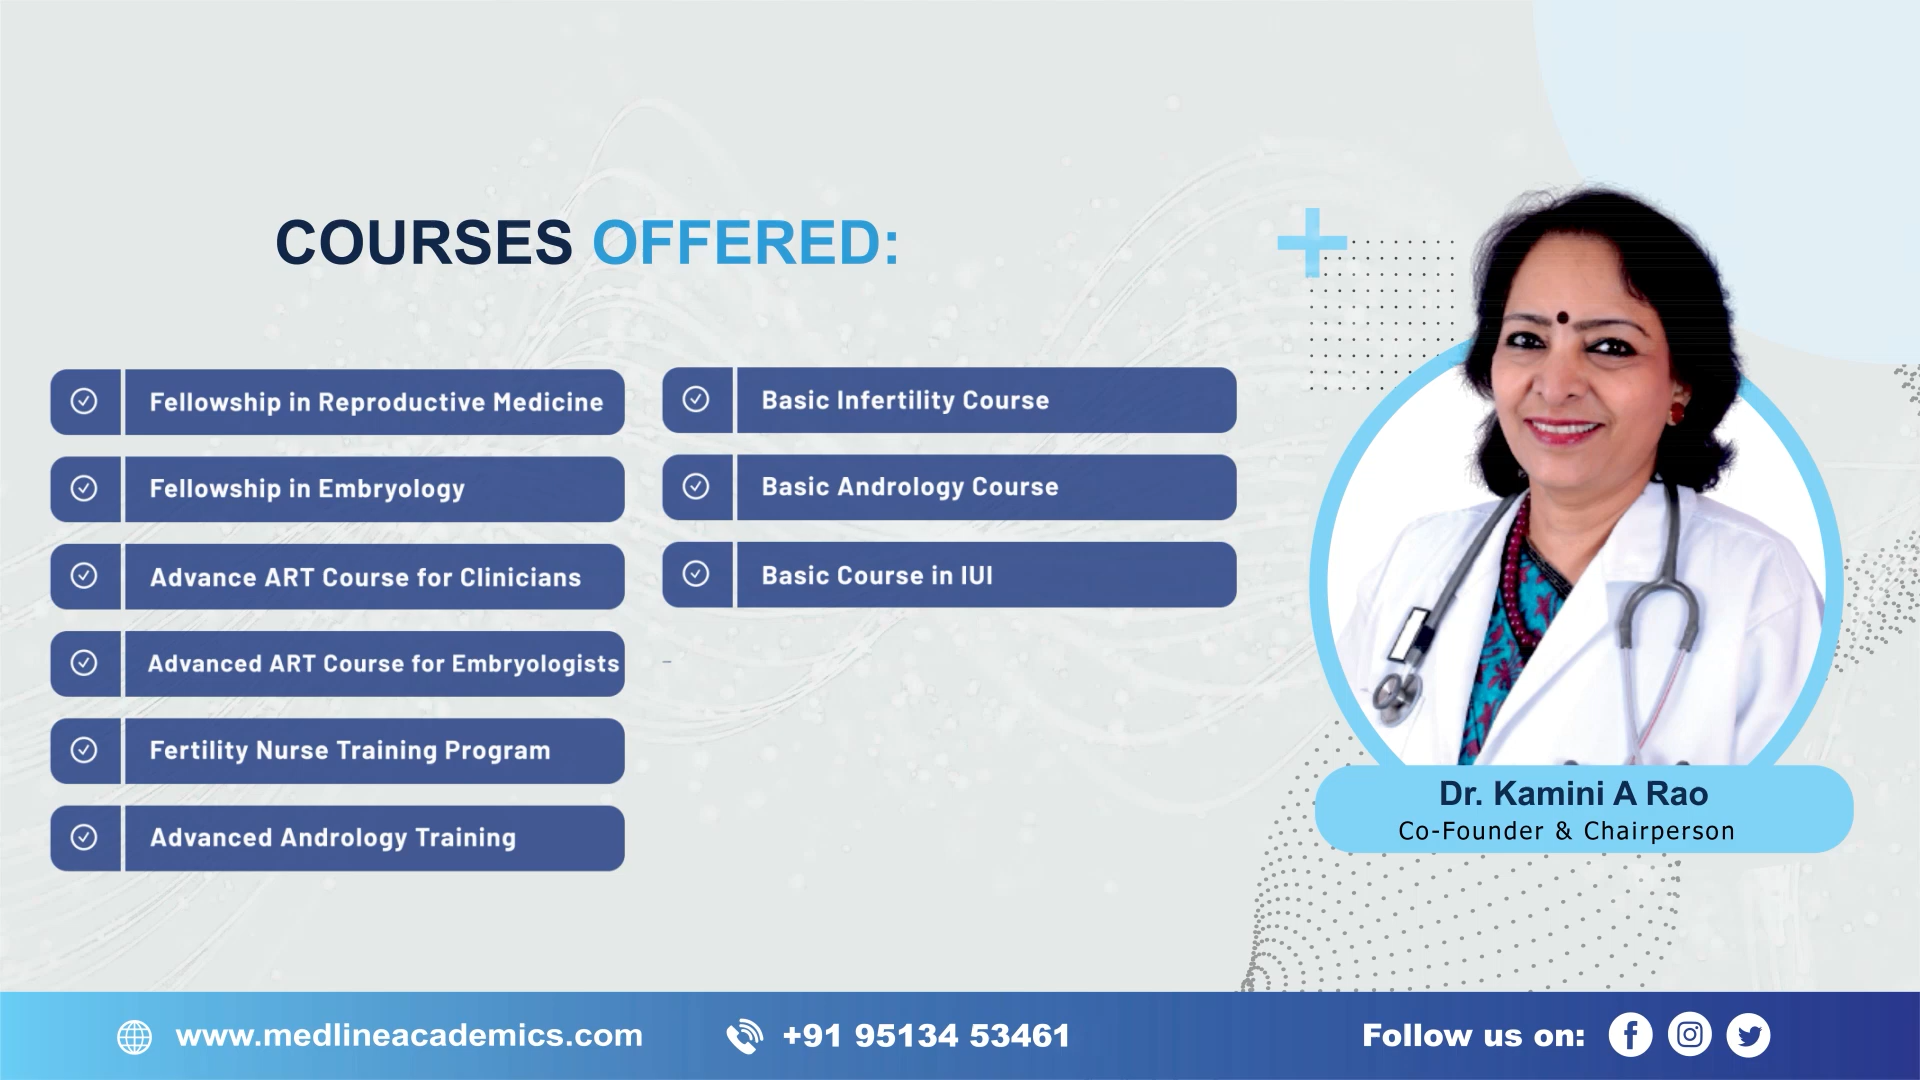 COURSES OFFERED:
Fellowship in Reproductive Medicine
Fellowship in Embryology
Advance ART Course for Clinicians
Advanced ART Course for Embryologists
Fertility Nurse Training Program
Advanced Andrology Training
Basic Infertility Course
Basic Andrology Course
Basic Course in IUI
Dr. Kamini A Rao
Co-Founder & Chairperson
www.medlineacademics.com
+91 95134 53461
Follow us on: